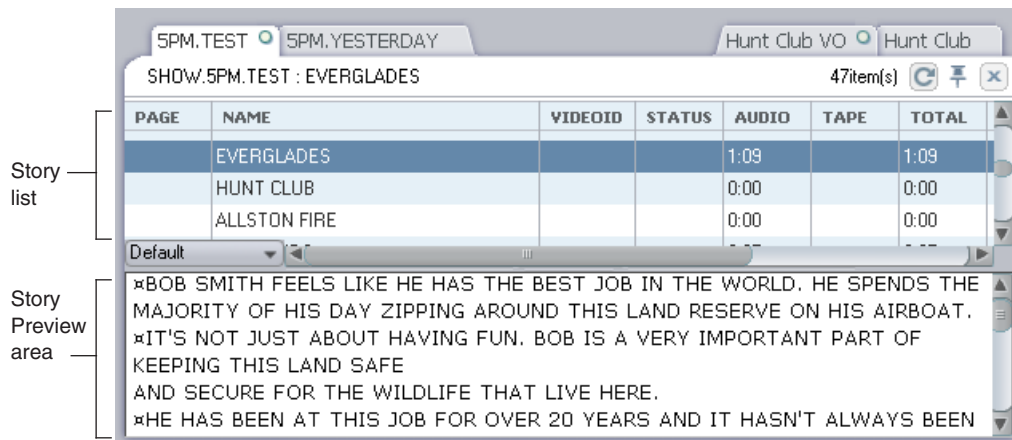 5PM.TEST 5PM.YESTERDAY Hunt Club VO Hunt Club
SHOW.5PM.TEST : EVERGLADES 47item(s)
PAGE NAME VIDEOID STATUS AUDIO TAPE TOTAL
EVERGLADES 1:09 1:09
Story
list
HUNT CLUB 0:00 0:00
ALLSTON FIRE 0:00 0:00
Default
Story
Preview
area
¤BOB SMITH FEELS LIKE HE HAS THE BEST JOB IN THE WORLD. HE SPENDS THE
MAJORITY OF HIS DAY ZIPPING AROUND THIS LAND RESERVE ON HIS AIRBOAT.
¤IT'S NOT JUST ABOUT HAVING FUN. BOB IS A VERY IMPORTANT PART OF
KEEPING THIS LAND SAFE
AND SECURE FOR THE WILDLIFE THAT LIVE HERE.
¤HE HAS BEEN AT THIS JOB FOR OVER 20 YEARS AND IT HASN'T ALWAYS BEEN